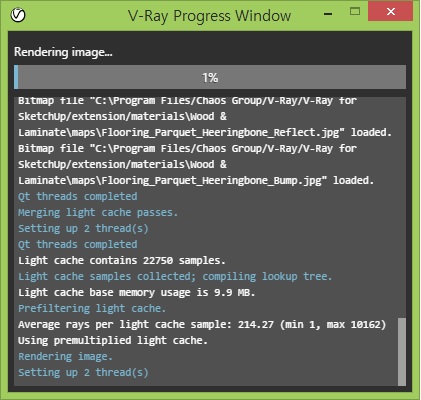 V-Ray Progress Window
Rendering image...
1%
Bitmap file "C:\Program Files/Chaos Group/V-Ray/V-Ray for
SketchUp/extension/materials\Wood &
Laminate\maps\Flooring_Parquet_Heeringbone_Reflect.jpg" loaded.
Bitmap file "C:\Program Files/Chaos Group/V-Ray/V-Ray for
SketchUp/extension/materials\Wood &
Laminate\maps\Flooring_Parquet_Heeringbone_Bump.jpg" loaded.
Qt threads completed
Merging light cache passes.
Setting up 2 thread(s)
Qt threads completed
Light cache contains 22750 samples.
Light cache samples collected; compiling lookup tree.
Light cache base memory usage is 9.9 MB.
Prefiltering light cache.
Average rays per light cache sample: 214.27 (min 1, max 10162)
Using premultiplied light cache.
Rendering image.
Setting up 2 thread(s)